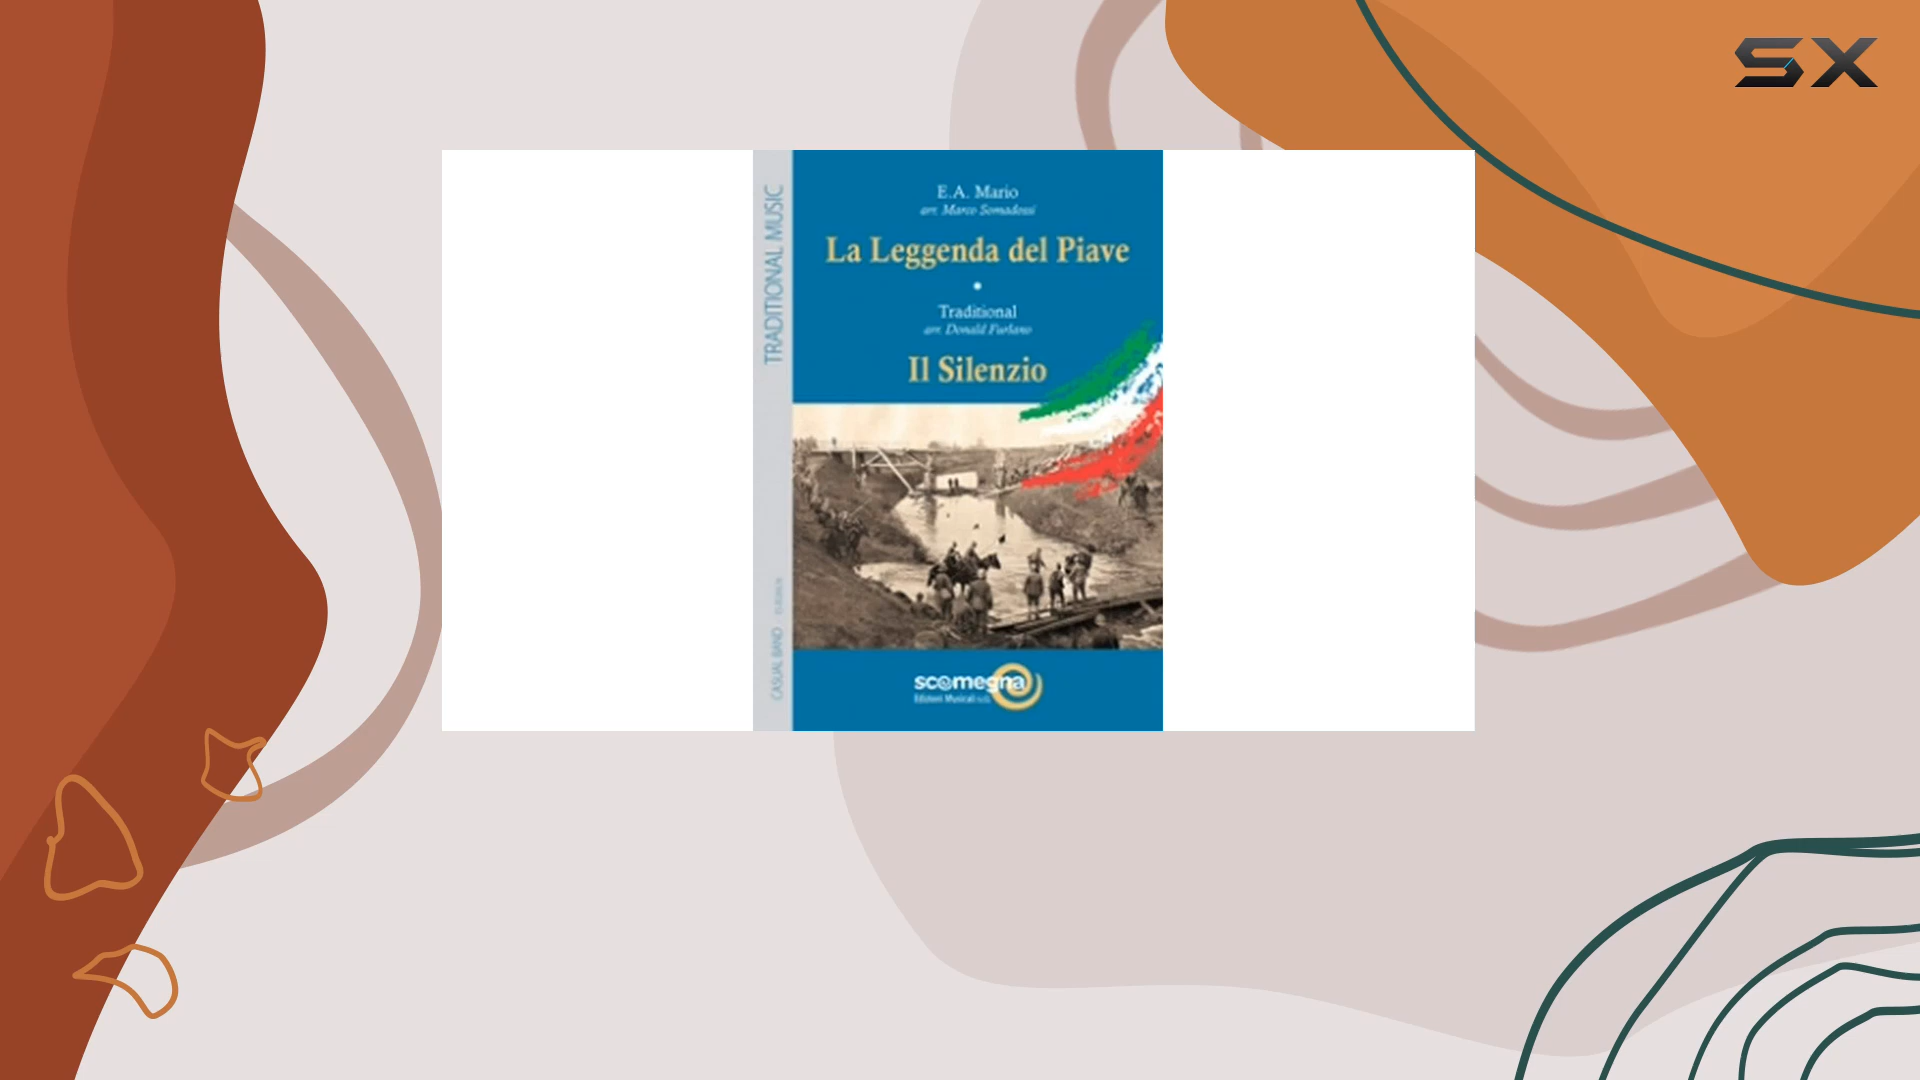 SX
TRADITIONAL MUSIC
E.A. Mario
arr. Marco Somadossi
La Leggenda del Piave
Traditional
arr. Donald Furlano
Il Silenzio
CASUAL BAND
scomegna
Edizioni Musicali